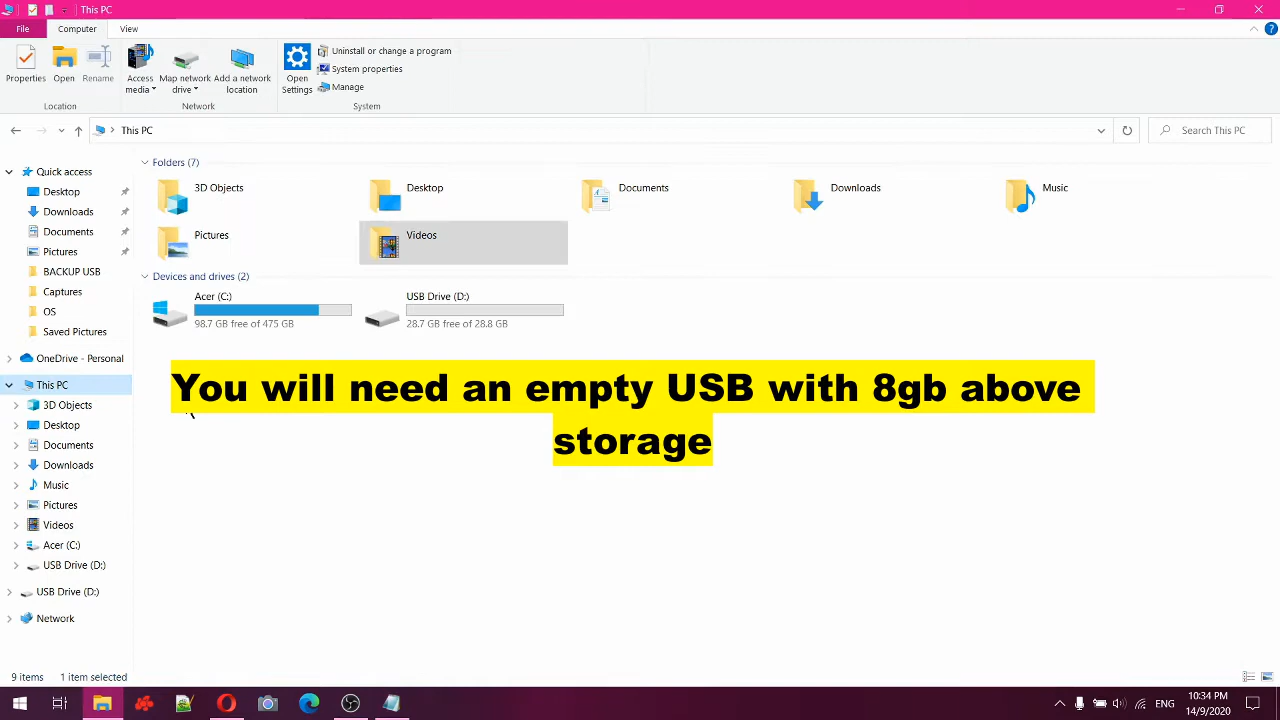 This PC
File
Computer
View
Properties
Open
Rename
Access media
Map network drive
Add a network location
Open Settings
Uninstall or change a program
System properties
Manage
Location
Network
System
This PC
Search This PC
Quick access
Desktop
Downloads
Documents
Pictures
BACKUP USB
Captures
OS
Saved Pictures
OneDrive - Personal
This PC
3D Objects
Desktop
Documents
Downloads
Music
Pictures
Videos
Acer (C:)
USB Drive (D:)
USB Drive (D:)
Network
Folders (7)
3D Objects
Desktop
Documents
Downloads
Music
Pictures
Videos
Devices and drives (2)
Acer (C:)
98.7 GB free of 475 GB
USB Drive (D:)
28.7 GB free of 28.8 GB
You will need an empty USB with 8gb above
storage
9 items
1 item selected
ENG
10:34 PM
14/9/2020